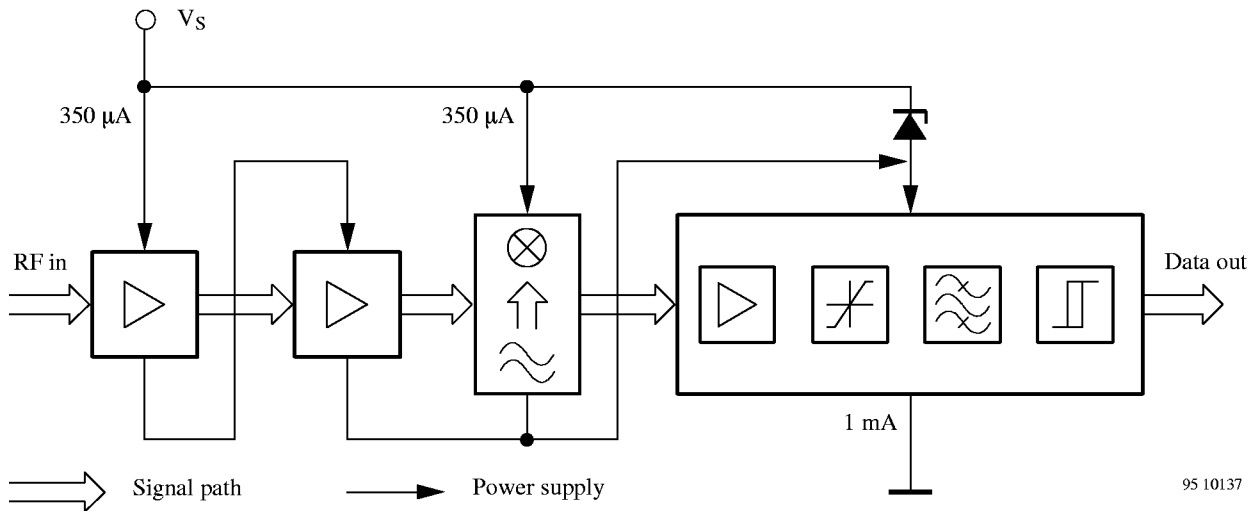 V_S
350 µA
350 µA
RF in
Data out
1 mA
Signal path
Power supply
95 10137